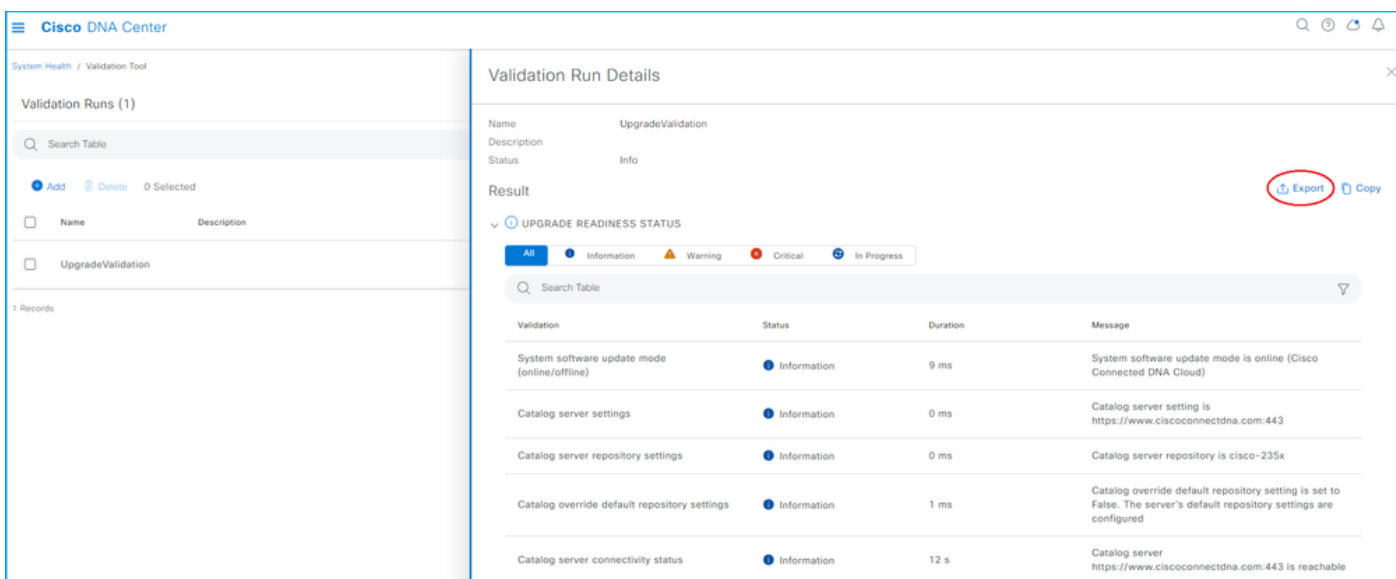 Cisco DNA Center
System Health / Validation Tool
Validation Runs (1)
Search Table
Add Delete 0 Selected
Name Description
UpgradeValidation
1 Records
Validation Run Details
Name UpgradeValidation
Description
Status Info
Result Export Copy
UPGRADE READINESS STATUS
All Information Warning Critical In Progress
Search Table
Validation Status Duration Message
System software update mode
(online/offline)
Information
9 ms
System software update mode is online (Cisco
Connected DNA Cloud)
Catalog server settings
Information
0 ms
Catalog server setting is
https://www.ciscoconnectdna.com:443
Catalog server repository settings
Information
0 ms
Catalog server repository is cisco-235x
Catalog override default repository settings
Information
1 ms
Catalog override default repository setting is set to
False. The server's default repository settings are
configured
Catalog server connectivity status
Information
12 s
Catalog server
https://www.ciscoconnectdna.com:443 is reachable